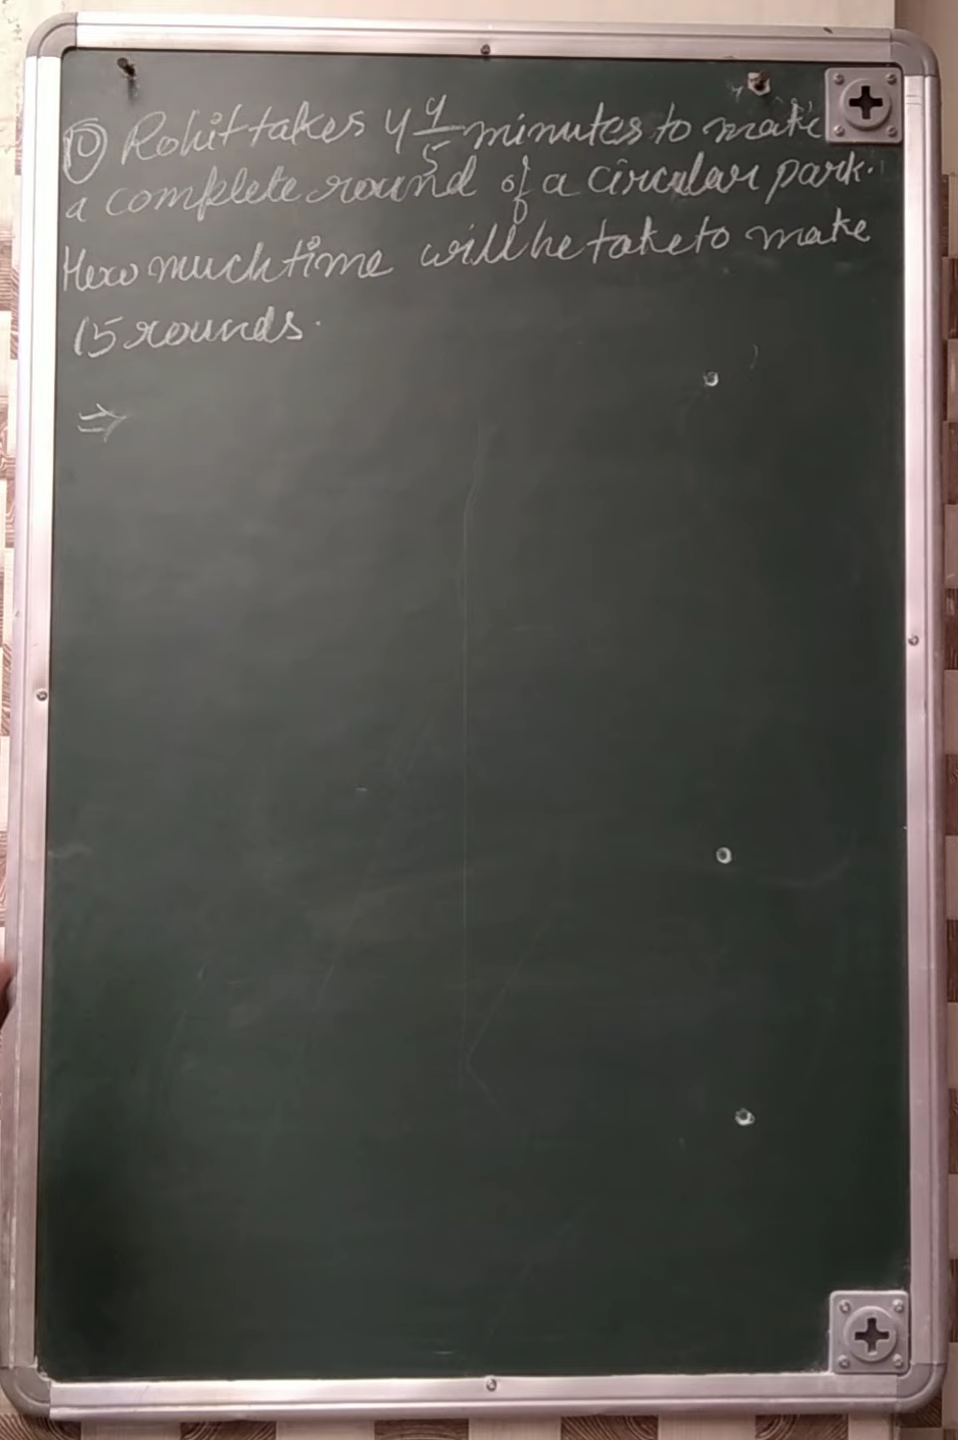 ⑩ Rohit takes 4 4/5 minutes to make
a complete round of a circular park.
How much time will he take to make
15 rounds.
⇒